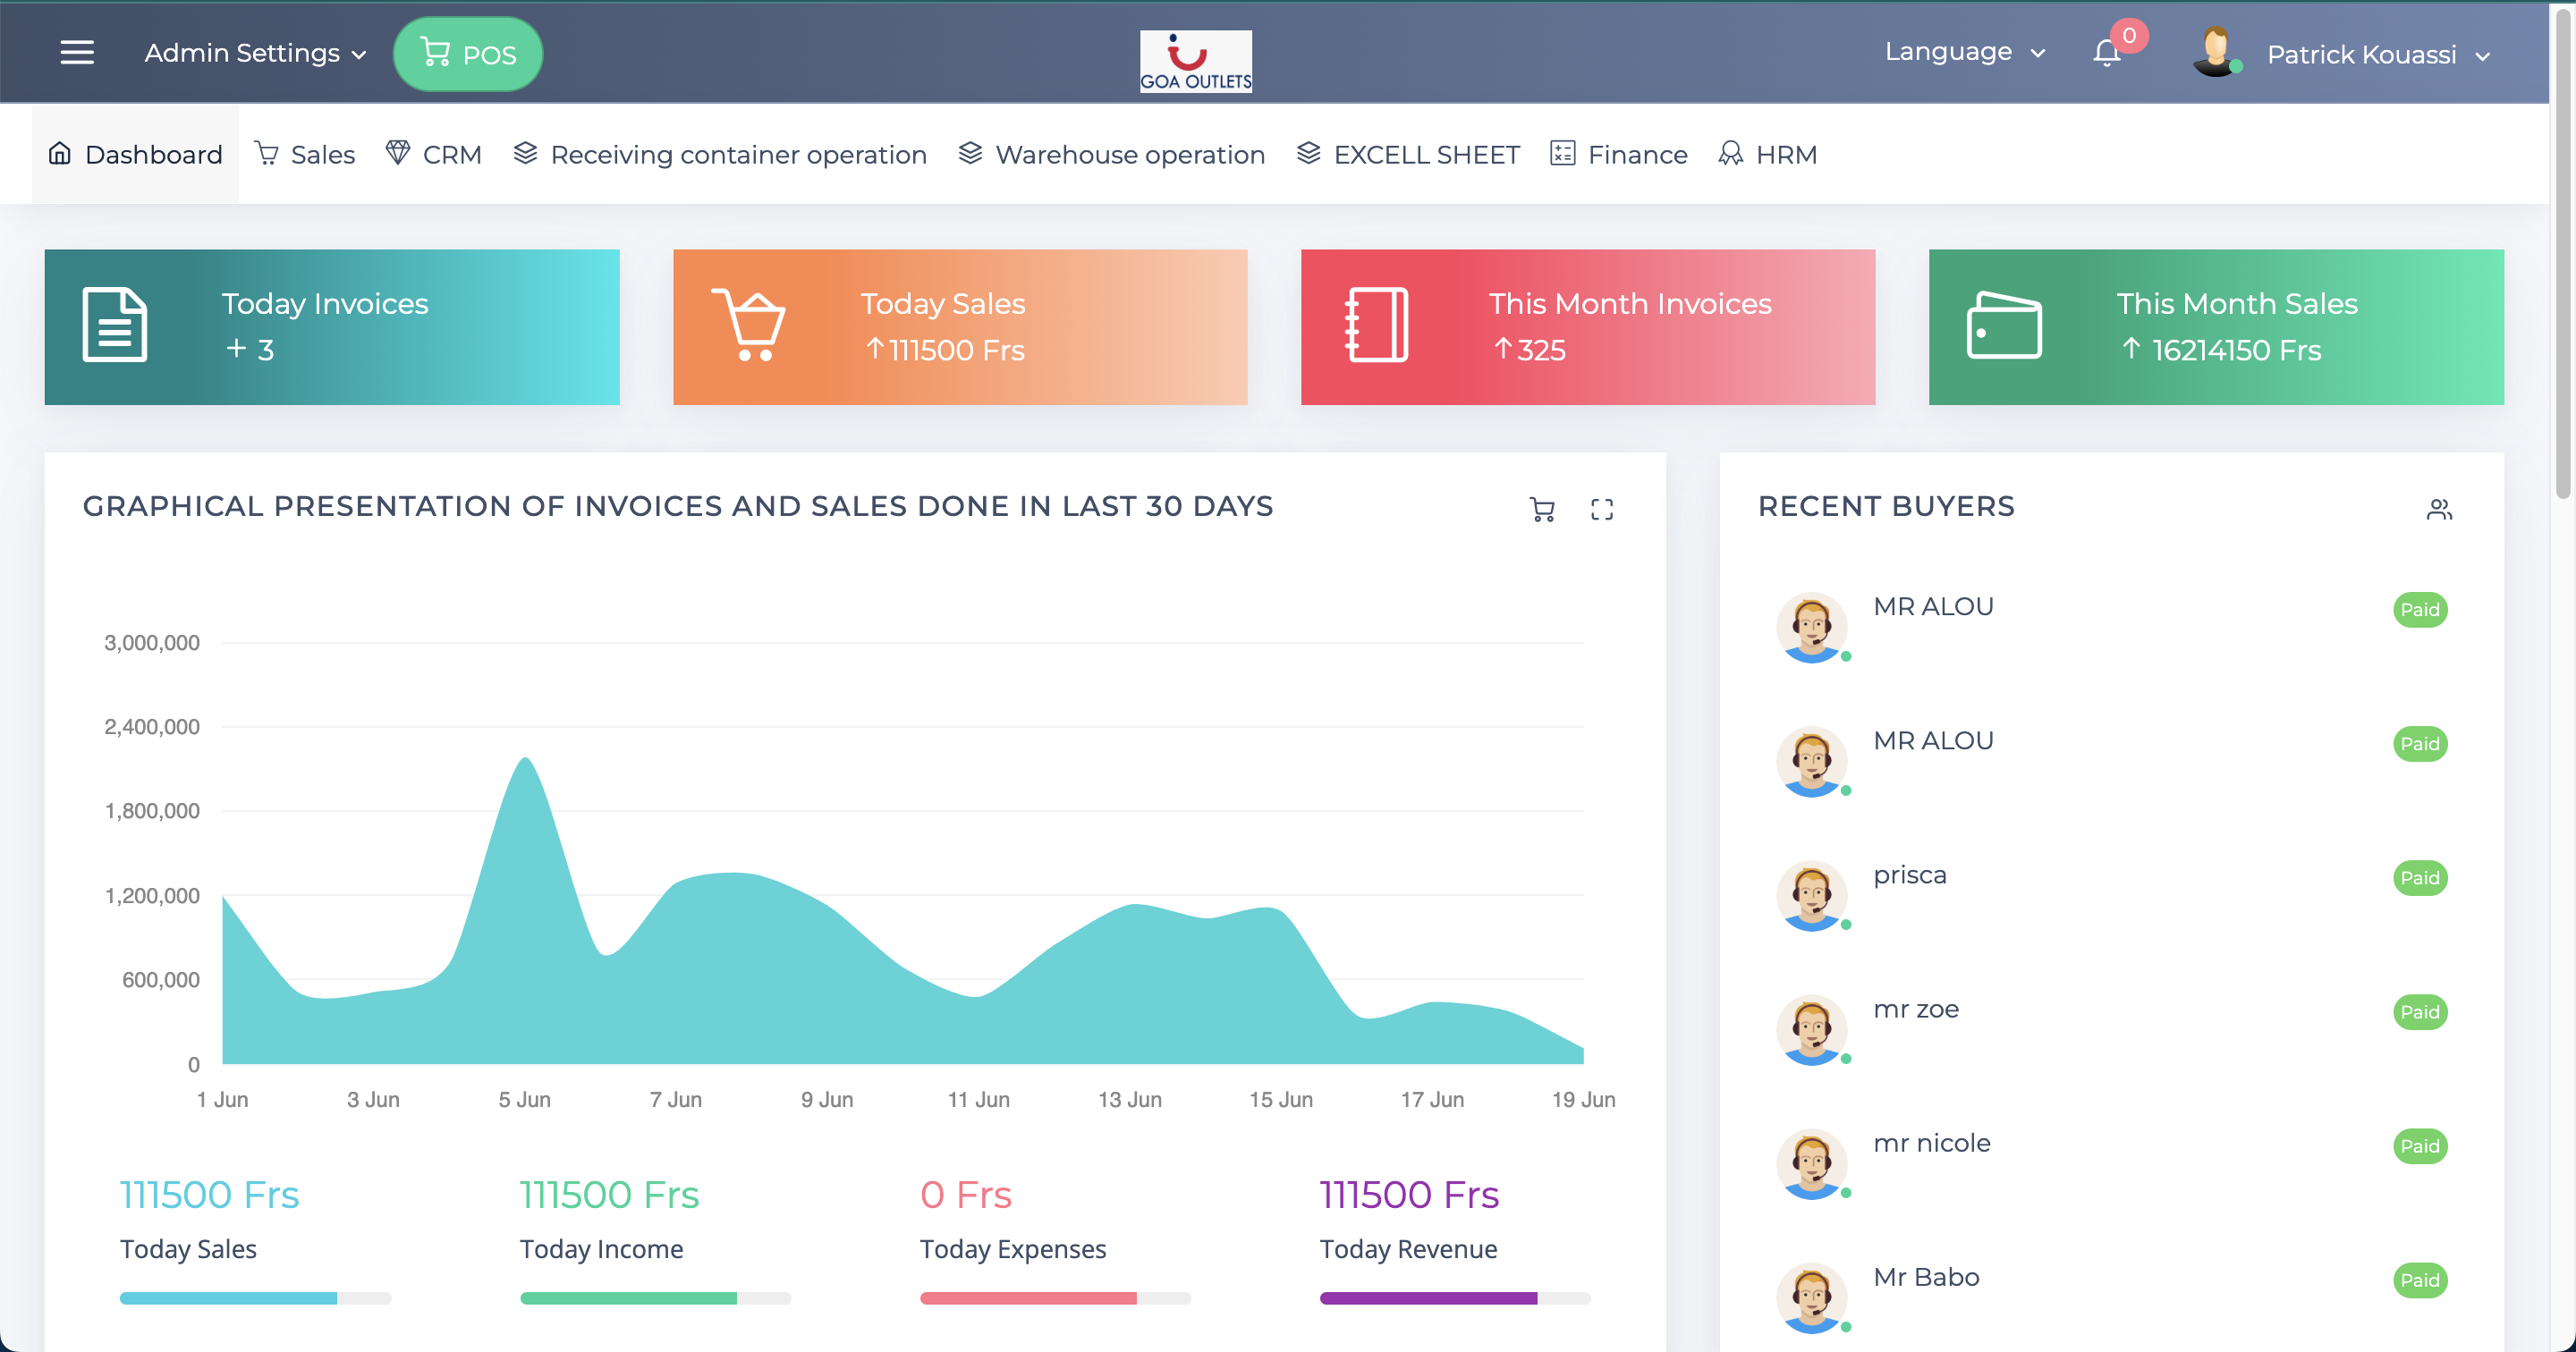 Admin Settings
POS
GOA OUTLETS
Language
0
Patrick Kouassi
Dashboard
Sales
CRM
Receiving container operation
Warehouse operation
EXCELL SHEET
Finance
HRM
Today Invoices
+ 3
Today Sales
↑111500 Frs
This Month Invoices
↑325
This Month Sales
↑ 16214150 Frs
GRAPHICAL PRESENTATION OF INVOICES AND SALES DONE IN LAST 30 DAYS
3,000,000
2,400,000
1,800,000
1,200,000
600,000
0
1 Jun 3 Jun 5 Jun 7 Jun 9 Jun 11 Jun 13 Jun 15 Jun 17 Jun 19 Jun
111500 Frs
Today Sales
111500 Frs
Today Income
0 Frs
Today Expenses
111500 Frs
Today Revenue
RECENT BUYERS
MR ALOU Paid
MR ALOU Paid
prisca Paid
mr zoe Paid
mr nicole Paid
Mr Babo Paid